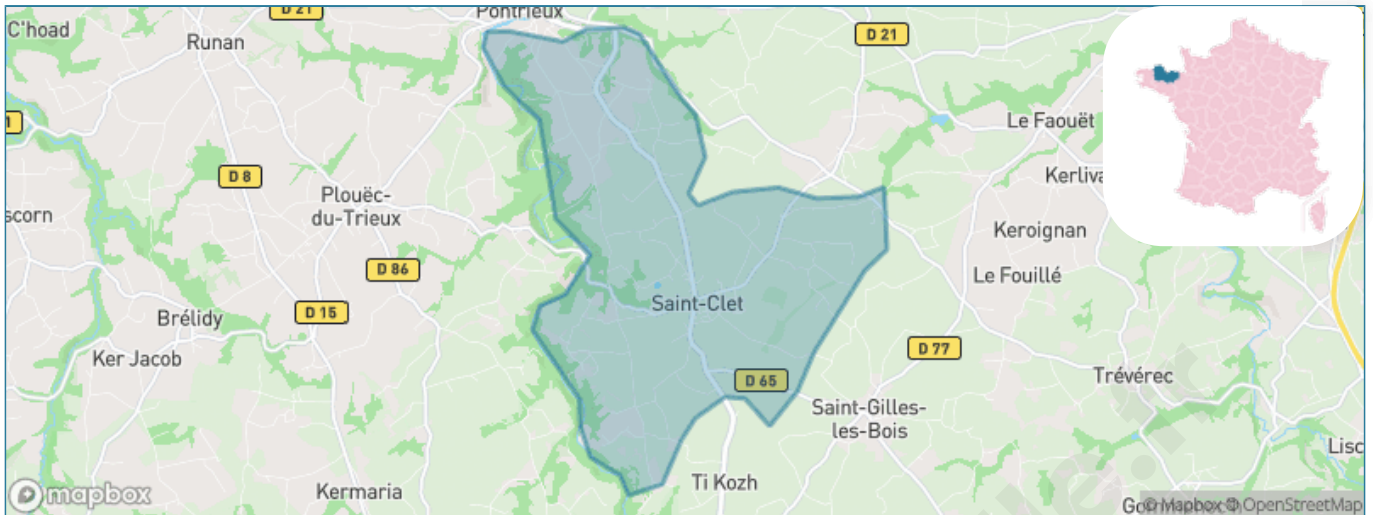 D 21
Pontrieux
C'hoad
Runan
D 21
Le Faouët
1
D 8
Kerliva
Plouëc-
du-Trieux
scorn
Keroignan
D 86
Le Fouillé
Saint-Clet
D 15
Brélidy
D 77
Ker Jacob
Trévérec
D 65
Saint-Gilles-
les-Bois
Lisc
Ti Kozh
Kermaria
mapbox
© Mapbox © OpenStreetMap